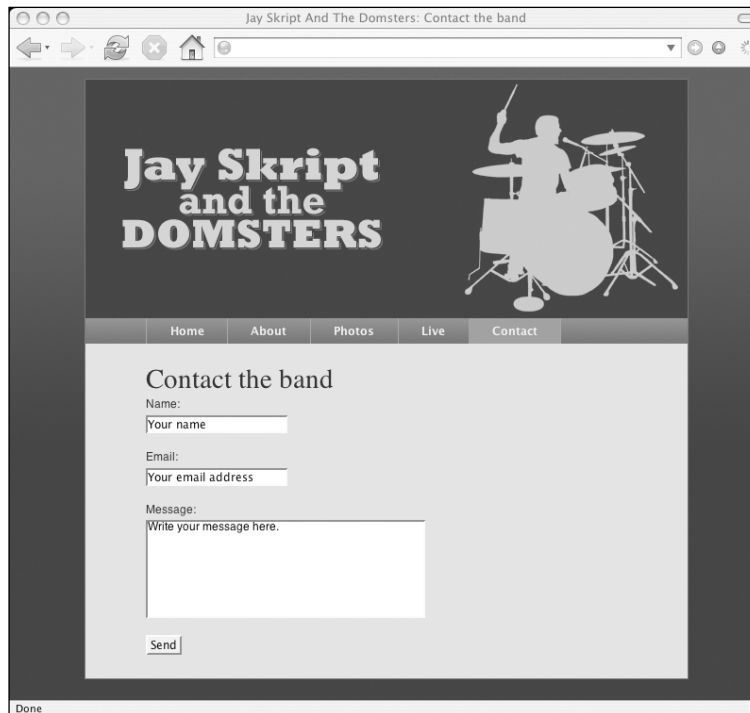 Jay Skript And The Domsters: Contact the band
Jay Skript
and the
DOMSTERS
Home About Photos Live Contact
Contact the band
Name:
Your name
Email:
Your email address
Message:
Write your message here.
Send
Done